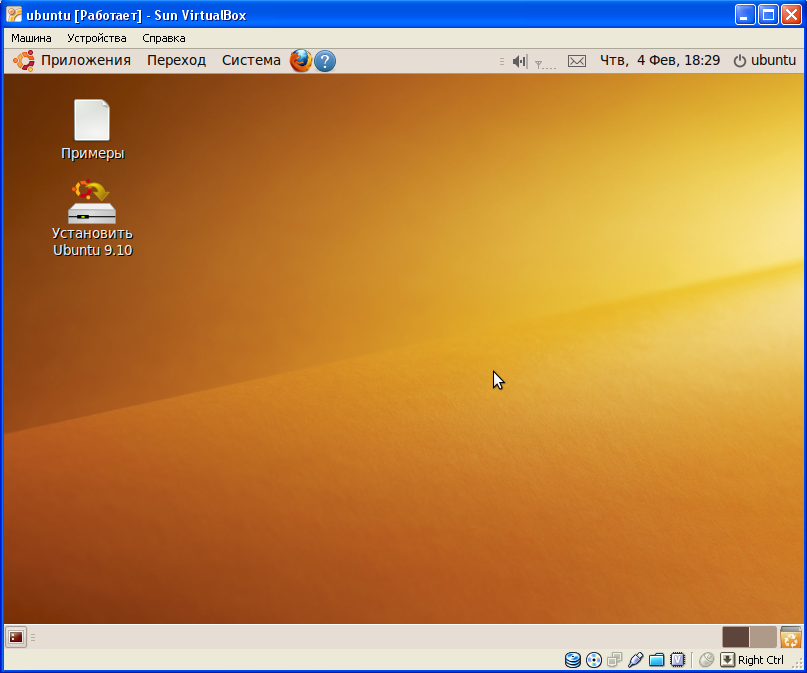 ubuntu [Работает] - Sun VirtualBox
Машина Устройства Справка
Приложения Переход Система ? Чтв, 4 Фев, 18:29 ubuntu
Примеры
Установить
Ubuntu 9.10
V Right Ctrl